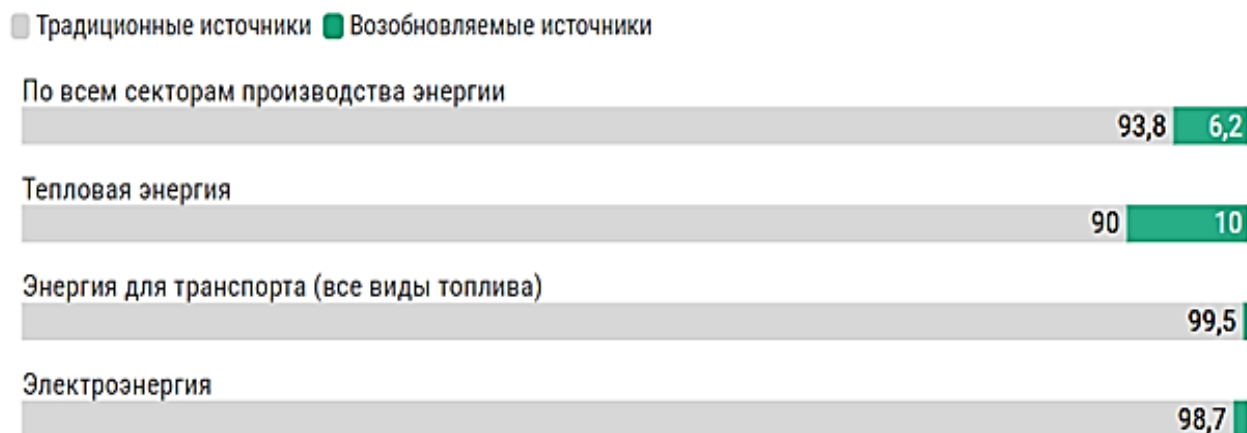 Традиционные источники Возобновляемые источники
По всем секторам производства энергии
93,8 6,2
Тепловая энергия
90 10
Энергия для транспорта (все виды топлива)
99,5
Электроэнергия
98,7